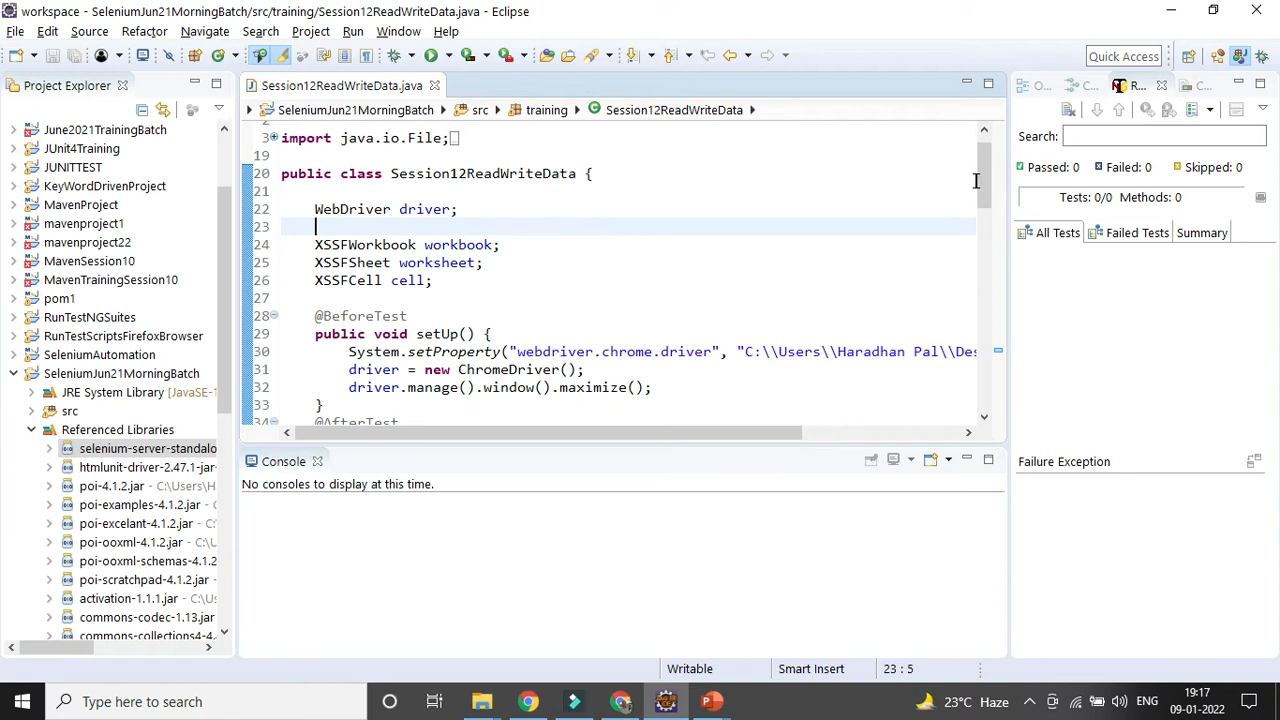 workspace - SeleniumJun21MorningBatch/src/training/Session12ReadWriteData.java - Eclipse
File Edit Source Refactor Navigate Search Project Run Window Help
Quick Access
Project Explorer
June2021TrainingBatch
JUnit4Training
JUNITTEST
KeyWordDrivenProject
MavenProject
mavenproject1
mavenproject22
MavenSession10
MavenTrainingSession10
pom1
RunTestNGSuites
RunTestScriptsFirefoxBrowser
SeleniumAutomation
SeleniumJun21MorningBatch
JRE System Library [JavaSE-1
src
Referenced Libraries
selenium-server-standalo
htmlunit-driver-2.47.1-jar-
poi-4.1.2.jar - C:\Users\H
poi-examples-4.1.2.jar -
poi-excelant-4.1.2.jar - C
poi-ooxml-4.1.2.jar - C:\U
poi-ooxml-schemas-4.1.2
poi-scratchpad-4.1.2.jar -
activation-1.1.1.jar - C:\U
commons-codec-1.13.jar
commons-collections4-4.
Session12ReadWriteData.java
SeleniumJun21MorningBatch src training Session12ReadWriteData
3 import java.io.File;
19
20 public class Session12ReadWriteData {
21
22 WebDriver driver;
23
24 XSSFWorkbook workbook;
25 XSSFSheet worksheet;
26 XSSFCell cell;
27
28 @BeforeTest
29 public void setUp() {
30 System.setProperty("webdriver.chrome.driver", "C:\\Users\\Haradhan Pal\\Des
31 driver = new ChromeDriver();
32 driver.manage().window().maximize();
33 }
34 @AfterTest
Console
No consoles to display at this time.
O... C... R... C...
Search:
Passed: 0 Failed: 0 Skipped: 0
Tests: 0/0 Methods: 0
All Tests Failed Tests Summary
Failure Exception
Writable Smart Insert 23 : 5
Type here to search
23°C Haze
ENG
19:17
09-01-2022